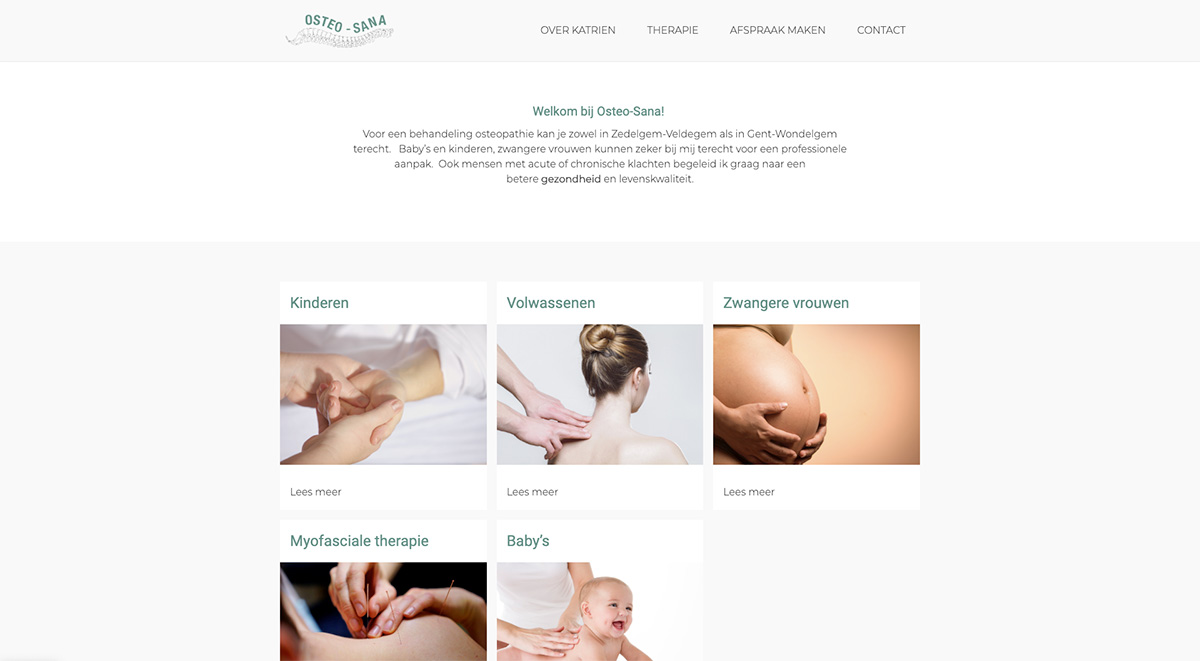 OSTEO - SANA
OVER KATRIEN THERAPIE AFSPRAAK MAKEN CONTACT
Welkom bij Osteo-Sana!
Voor een behandeling osteopathie kan je zowel in Zedelgem-Veldegem als in Gent-Wondelgem
terecht. Baby's en kinderen, zwangere vrouwen kunnen zeker bij mij terecht voor een professionele
aanpak. Ook mensen met acute of chronische klachten begeleid ik graag naar een
betere gezondheid en levenskwaliteit.
Kinderen
Volwassenen
Zwangere vrouwen
Lees meer
Lees meer
Lees meer
Myofasciale therapie
Baby's